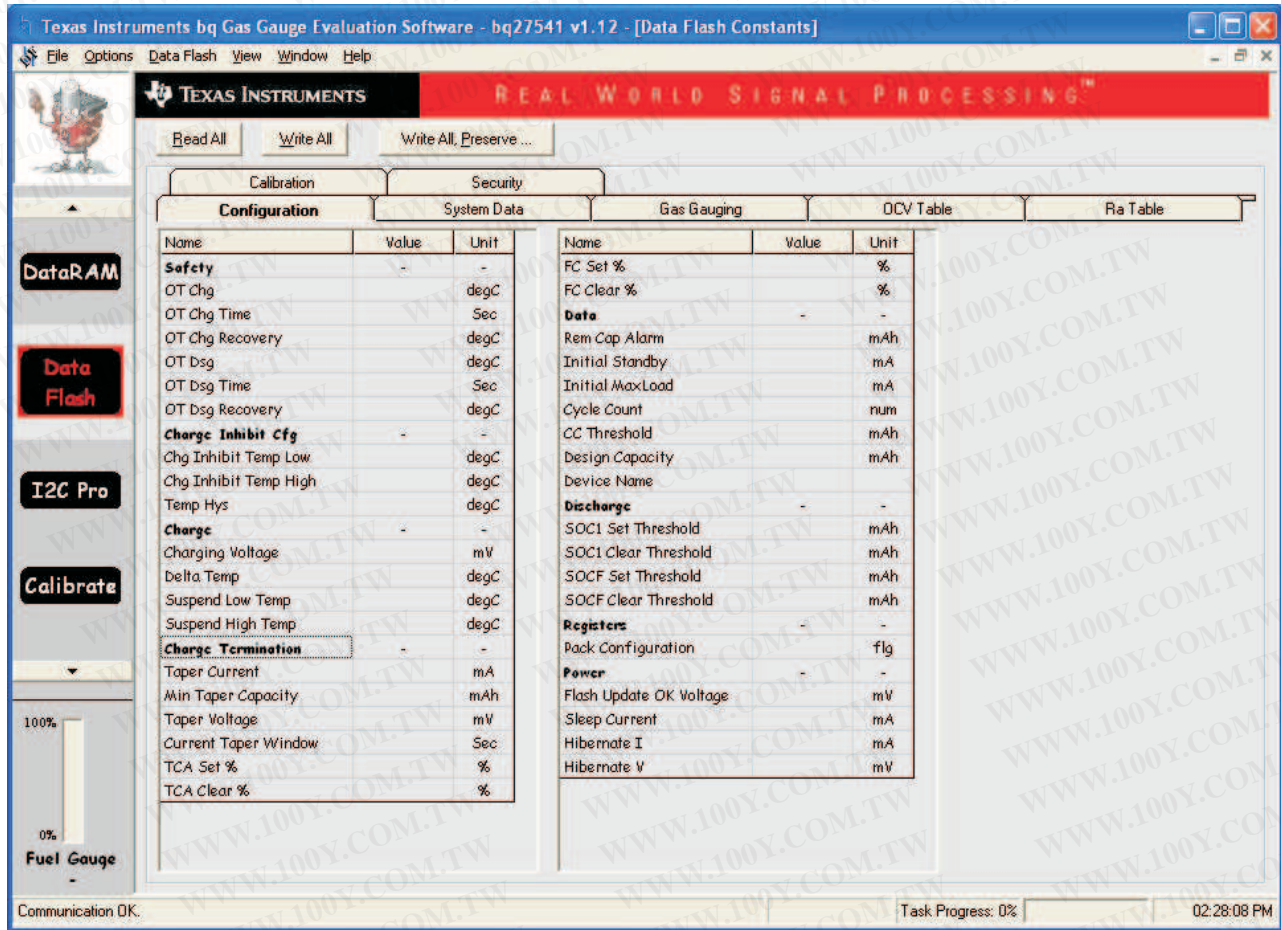 Texas Instruments bq Gas Gauge Evaluation Software - bq27541 v1.12 - [Data Flash Constants]
File Options Data Flash View Window Help
TEXAS INSTRUMENTS REAL WORLD SIGNAL PROCESSING™
Read All Write All Write All, Preserve ...
Calibration Security
Configuration System Data Gas Gauging OCV Table Ra Table
DataRAM
Data
Flash
I2C Pro
Calibrate
100%
0%
Fuel Gauge
-
Name Value Unit
Safety - -
OT Chg degC
OT Chg Time Sec
OT Chg Recovery degC
OT Dsg degC
OT Dsg Time Sec
OT Dsg Recovery degC
Charge Inhibit Cfg - -
Chg Inhibit Temp Low degC
Chg Inhibit Temp High degC
Temp Hys degC
Charge - -
Charging Voltage mV
Delta Temp degC
Suspend Low Temp degC
Suspend High Temp degC
Charge Termination - -
Taper Current mA
Min Taper Capacity mAh
Taper Voltage mV
Current Taper Window Sec
TCA Set % %
TCA Clear % %
Name Value Unit
FC Set % %
FC Clear % %
Data - -
Rem Cap Alarm mAh
Initial Standby mA
Initial MaxLoad mA
Cycle Count num
CC Threshold mAh
Design Capacity mAh
Device Name
Discharge - -
SOC1 Set Threshold mAh
SOC1 Clear Threshold mAh
SOCF Set Threshold mAh
SOCF Clear Threshold mAh
Registers - -
Pack Configuration flg
Power - -
Flash Update OK Voltage mV
Sleep Current mA
Hibernate I mA
Hibernate V mV
Communication OK. Task Progress: 0% 02:28:08 PM
WWW.100Y.COM.TW